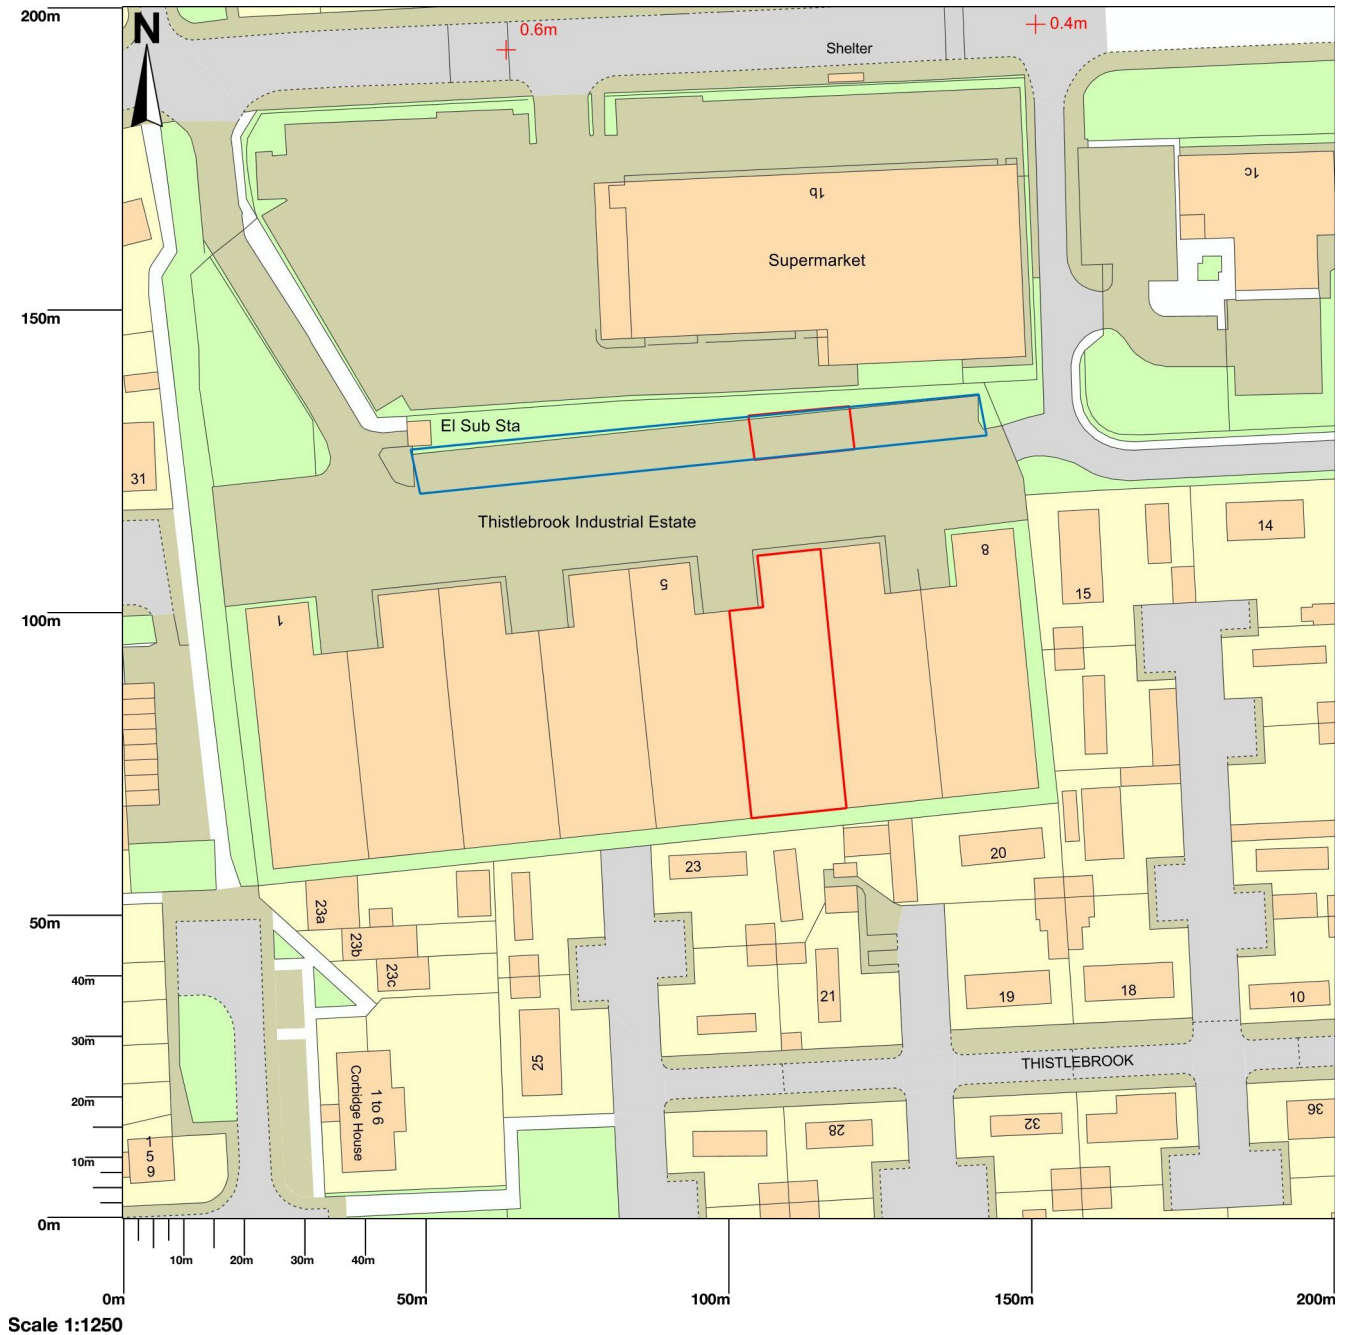 200m
N
0.6m
0.4m
Shelter
1b
1c
Supermarket
150m
El Sub Sta
31
Thistlebrook Industrial Estate
14
8
5
15
1
100m
23
20
23a
50m
23b
23c
40m
21
19
18
10
30m
25
THISTLEBROOK
20m
1 to 6
Corbidge House
28
32
36
1
5
9
10m
0m
10m
20m
30m
40m
0m
50m
100m
150m
200m
Scale 1:1250